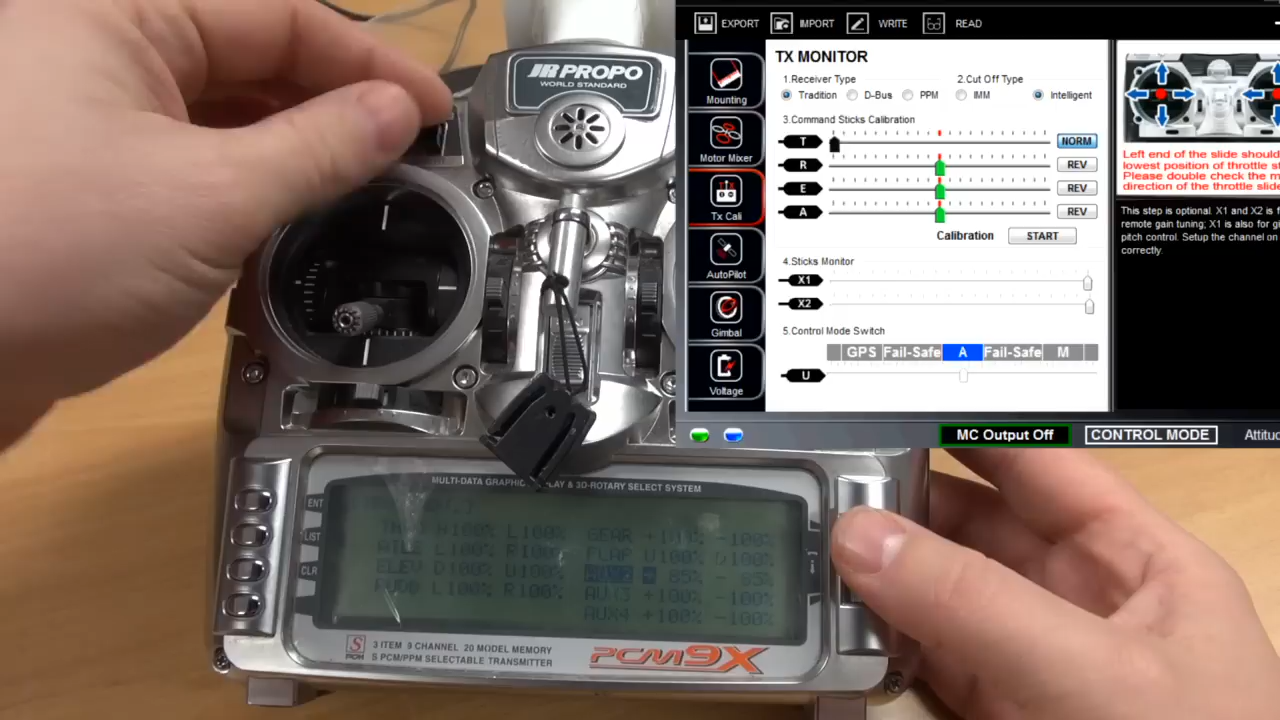 JR PROPO
WORLD STANDARD
MULTI-DATA GRAPHIC DISPLAY & 3D-ROTARY SELECT SYSTEM
ENT
LIST
CLR
H100% L100% GEAR +100% -100%
AILE L100% R100% FLAP U100% D100%
ELEV D100% U100% AUX2 + 85% - 85%
RUDD L100% R100% AUX3 +100% -100%
AUX4 +100% -100%
3 ITEM 9 CHANNEL 20 MODEL MEMORY
S PCM/PPM SELECTABLE TRANSMITTER
PCM9X
EXPORT IMPORT WRITE READ
Mounting
Motor Mixer
Tx Cali
AutoPilot
Gimbal
Voltage
TX MONITOR
1.Receiver Type 2.Cut Off Type
Tradition D-Bus PPM IMM Intelligent
3.Command Sticks Calibration
T NORM
R REV
E REV
A REV
Calibration START
4.Sticks Monitor
X1
X2
5.Control Mode Switch
GPS Fail-Safe A Fail-Safe M
U
Left end of the slide shoul
lowest position of throttle s
Please double check the m
direction of the throttle slid
This step is optional. X1 and X2 is f
remote gain tuning; X1 is also for gi
pitch control. Setup the channel on
correctly.
MC Output Off CONTROL MODE Attitu